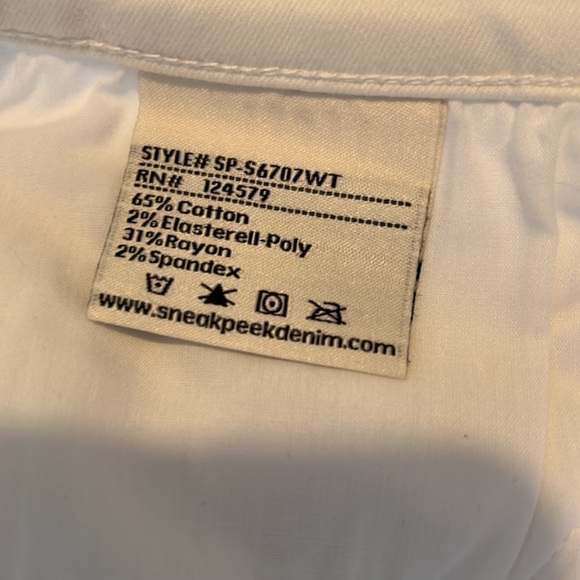 STYLE# SP-S6707WT
RN# 124579
65% Cotton
2% Elasterell-Poly
31% Rayon
2% Spandex
www.sneakpeekdenim.com